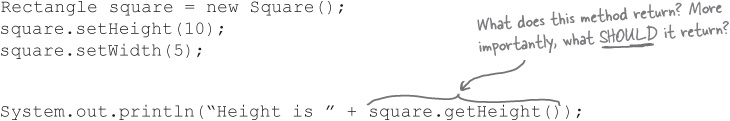 Rectangle square = new Square();
square.setHeight(10);
square.setWidth(5);
What does this method return? More
importantly, what SHOULD it return?
System.out.println(“Height is ” + square.getHeight());